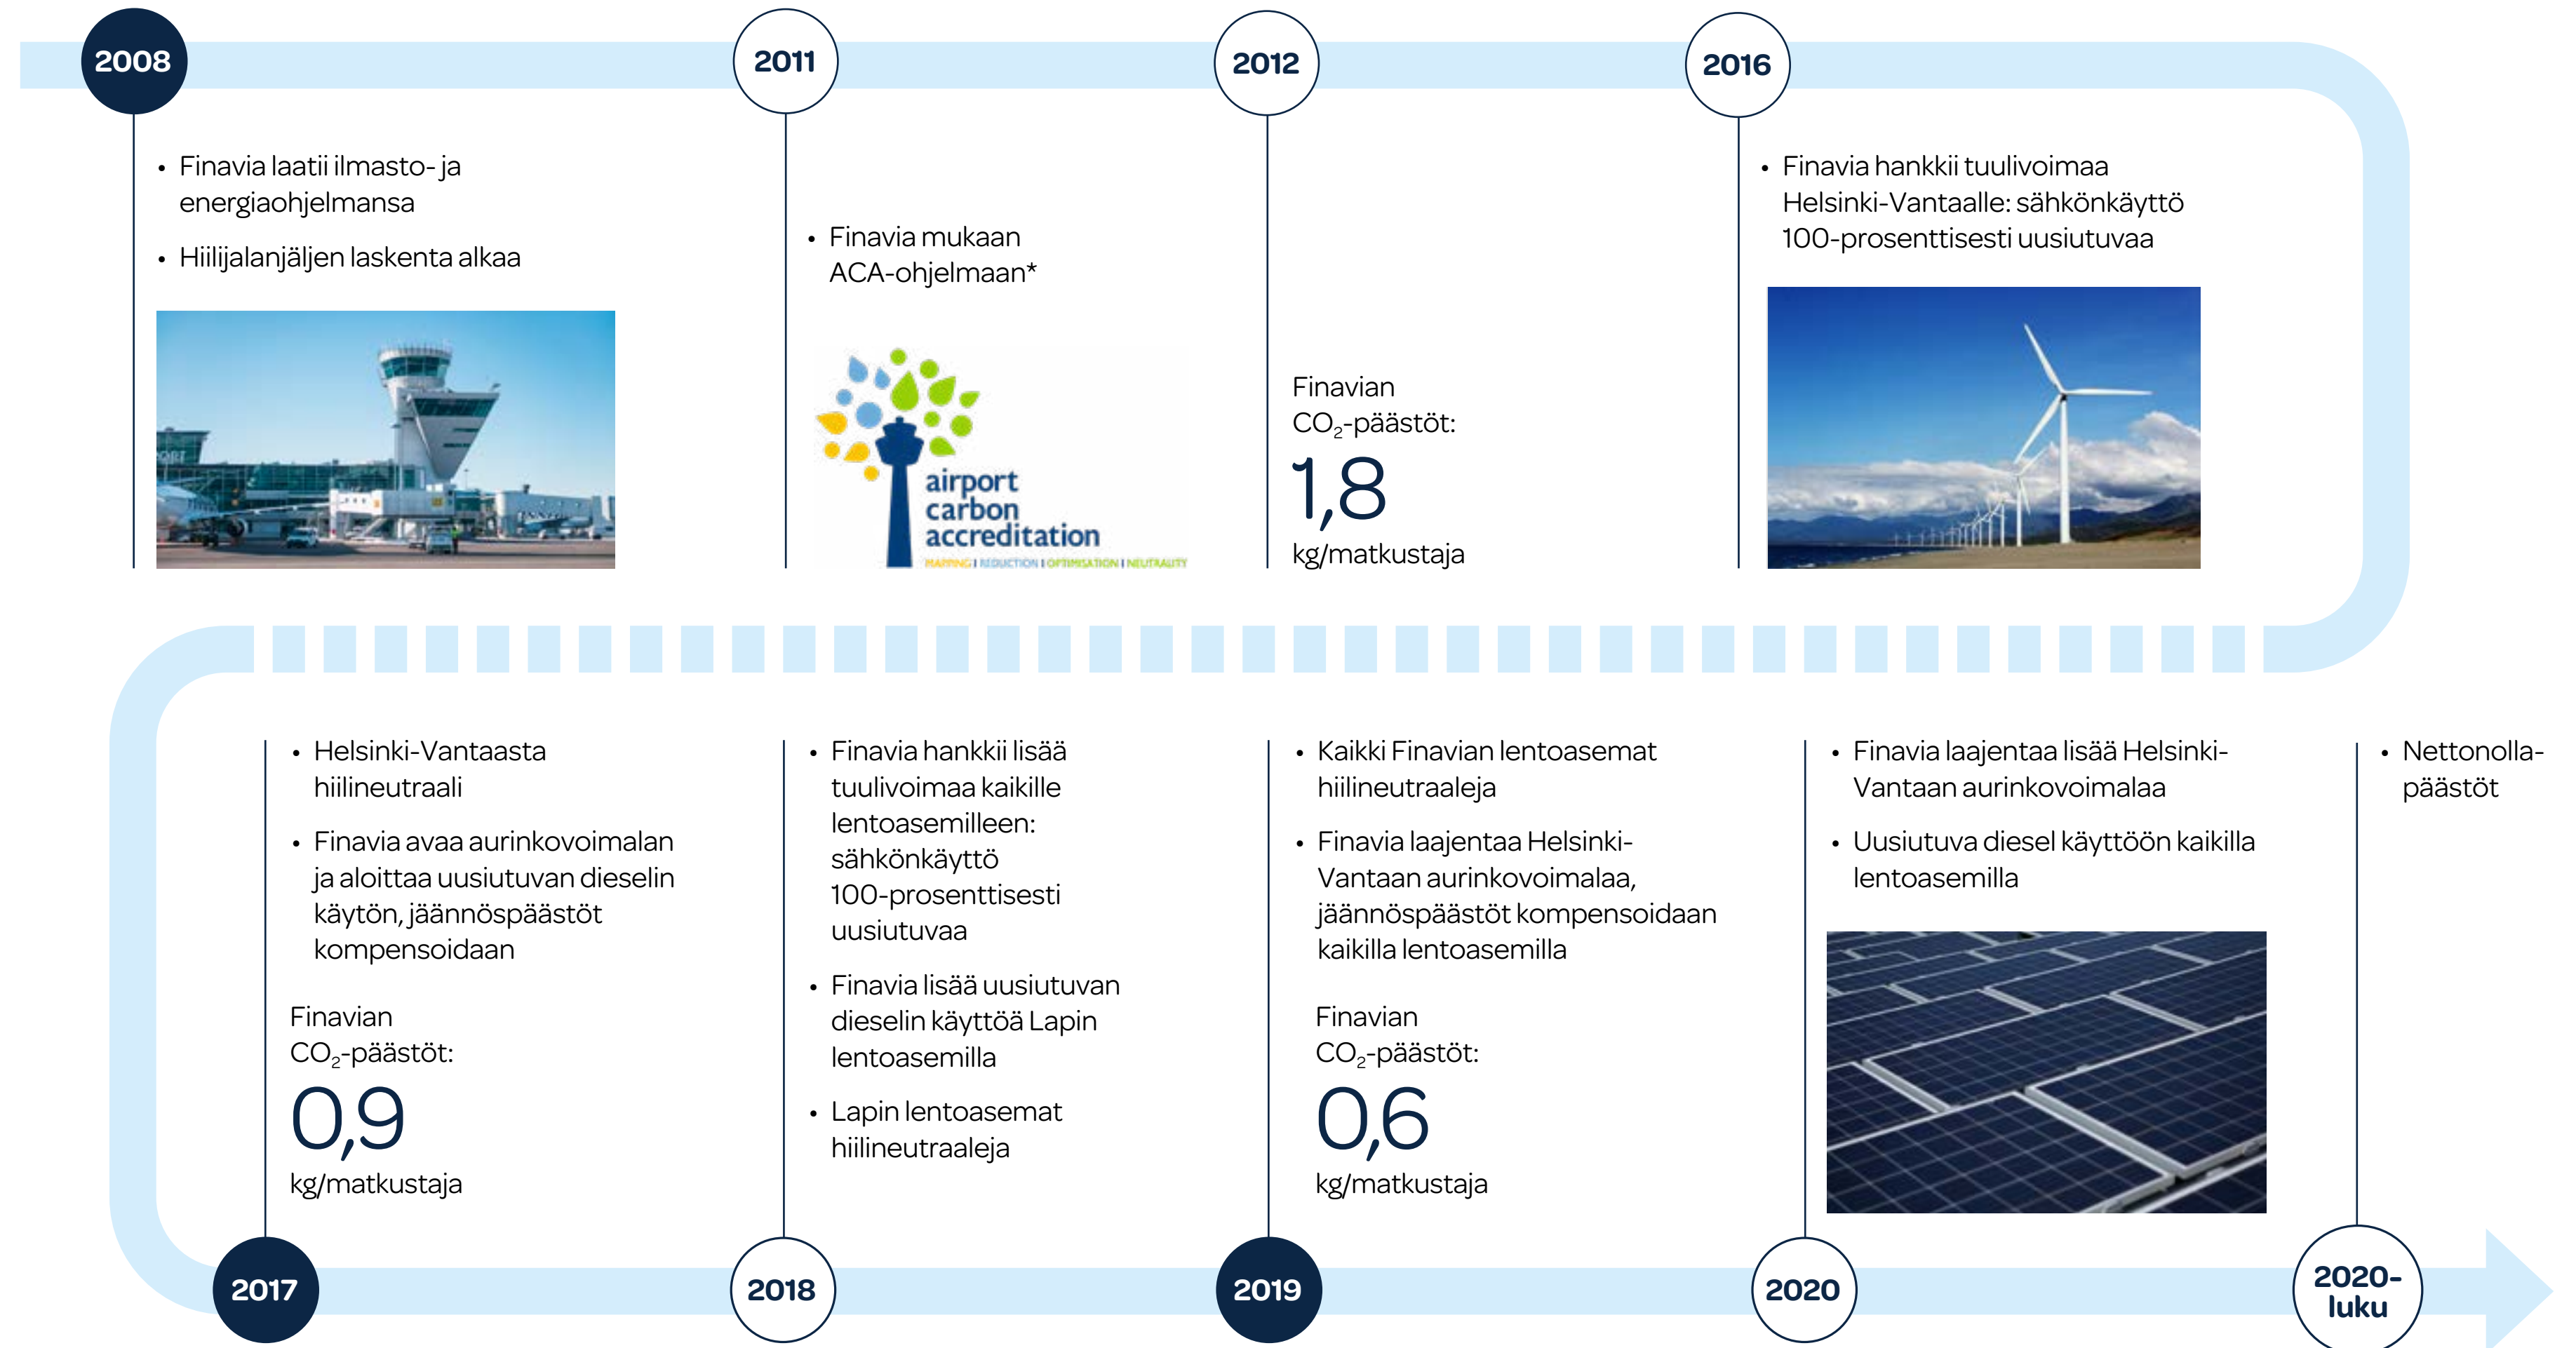 2008
2011
2012
2016
• Finavia laatii ilmasto- ja
energiaohjelmansa
• Hiilijalanjäljen laskenta alkaa
• Finavia mukaan
ACA-ohjelmaan*
airport
carbon
accreditation
MAPPING | REDUCTION | OPTIMISATION | NEUTRALITY
Finavian
CO₂-päästöt:
1,8
kg/matkustaja
• Finavia hankkii tuulivoimaa
Helsinki-Vantaalle: sähkönkäyttö
100-prosenttisesti uusiutuvaa
• Helsinki-Vantaasta
hiilineutraali
• Finavia avaa aurinkovoimalan
ja aloittaa uusiutuvan dieselin
käytön, jäännöspäästöt
kompensoidaan
Finavian
CO₂-päästöt:
0,9
kg/matkustaja
• Finavia hankkii lisää
tuulivoimaa kaikille
lentoasemilleen:
sähkönkäyttö
100-prosenttisesti
uusiutuvaa
• Finavia lisää uusiutuvan
dieselin käyttöä Lapin
lentoasemilla
• Lapin lentoasemat
hiilineutraaleja
• Kaikki Finavian lentoasemat
hiilineutraaleja
• Finavia laajentaa Helsinki-
Vantaan aurinkovoimalaa,
jäännöspäästöt kompensoidaan
kaikilla lentoasemilla
Finavian
CO₂-päästöt:
0,6
kg/matkustaja
• Finavia laajentaa lisää Helsinki-
Vantaan aurinkovoimalaa
• Uusiutuva diesel käyttöön kaikilla
lentoasemilla
• Nettonolla-
päästöt
2017
2018
2019
2020
2020-
luku